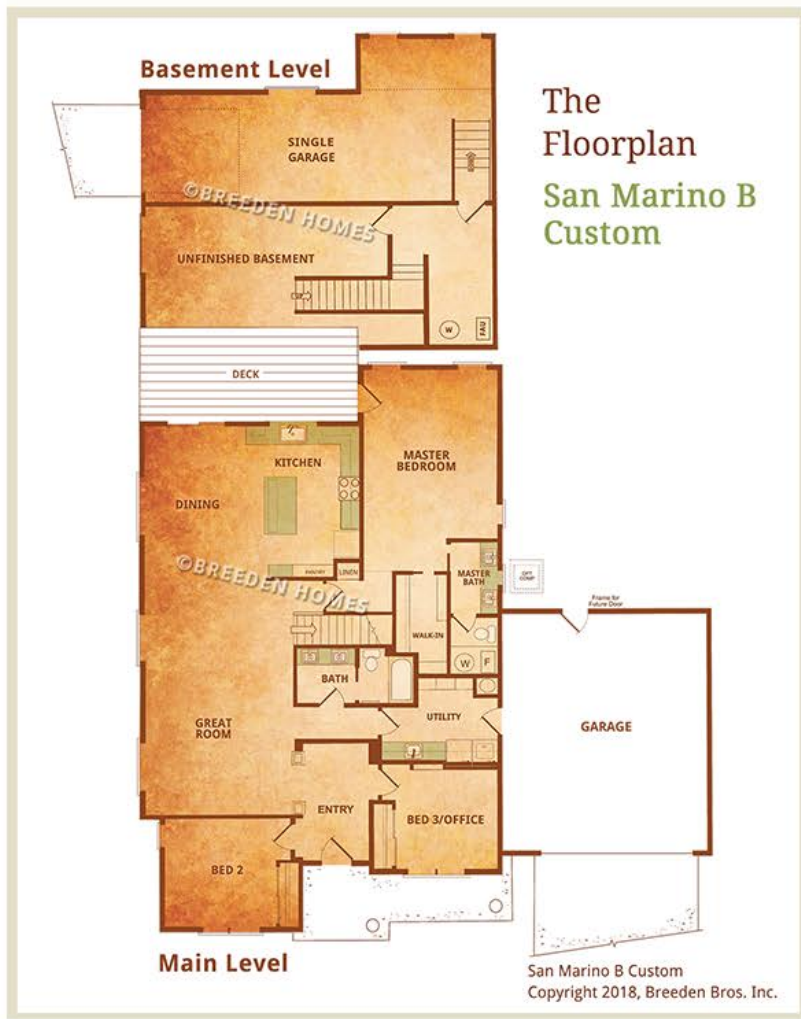 Basement Level
The
Floorplan
San Marino B
Custom
SINGLE
GARAGE
©BREEDEN HOMES
UNFINISHED BASEMENT
W
FAU
DECK
MASTER
BEDROOM
KITCHEN
DINING
©BREEDEN HOMES
PANTRY
LINEN
MASTER
BATH
OPT.
COMP
Frame for
Future Door
WALK-IN
W
F
BATH
UTILITY
GREAT
ROOM
GARAGE
ENTRY
BED 3/OFFICE
BED 2
Main Level
San Marino B Custom
Copyright 2018, Breeden Bros. Inc.